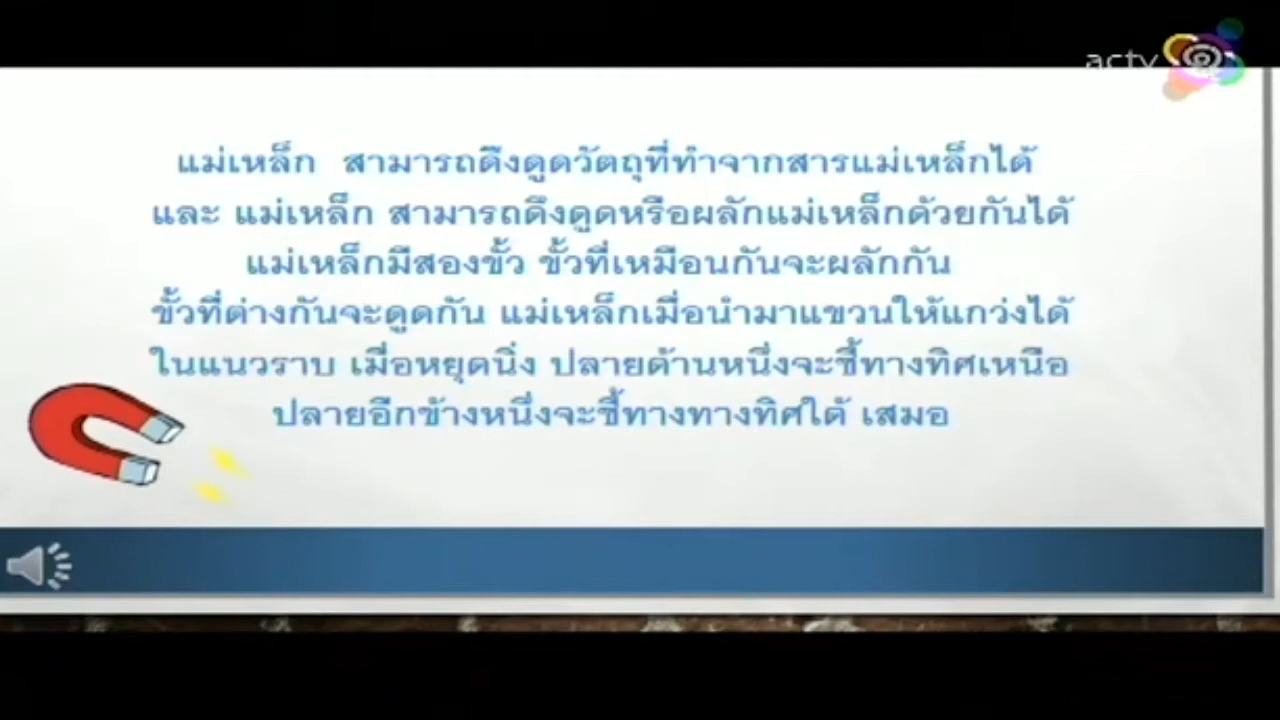 actv
แม่เหล็ก สามารถดึงดูดวัตถุที่ทำจากสารแม่เหล็กได้
และ แม่เหล็ก สามารถดึงดูดหรือผลักแม่เหล็กด้วยกันได้
แม่เหล็กมีสองขั้ว ขั้วที่เหมือนกันจะผลักกัน
ขั้วที่ต่างกันจะดูดกัน แม่เหล็กเมื่อนำมาแขวนให้แกว่งได้
ในแนวราบ เมื่อหยุดนิ่ง ปลายด้านหนึ่งจะชี้ทางทิศเหนือ
ปลายอีกข้างหนึ่งจะชี้ทางทางทิศใต้ เสมอ